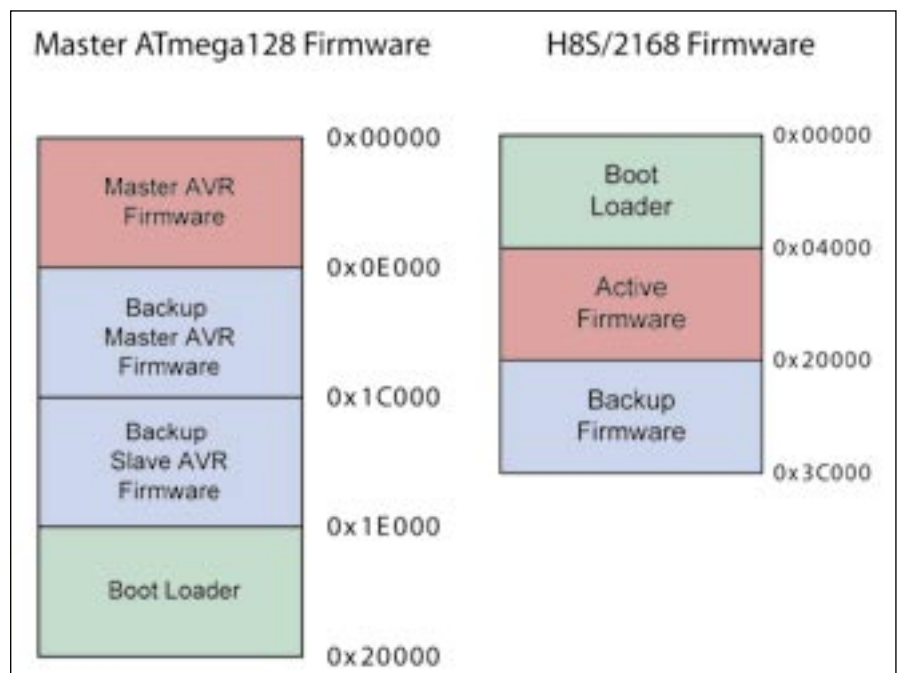 Master ATmega128 Firmware
0x00000
Master AVR
Firmware
0x0E000
Backup
Master AVR
Firmware
0x1C000
Backup
Slave AVR
Firmware
0x1E000
Boot Loader
0x20000
H8S/2168 Firmware
0x00000
Boot
Loader
0x04000
Active
Firmware
0x20000
Backup
Firmware
0x3C000